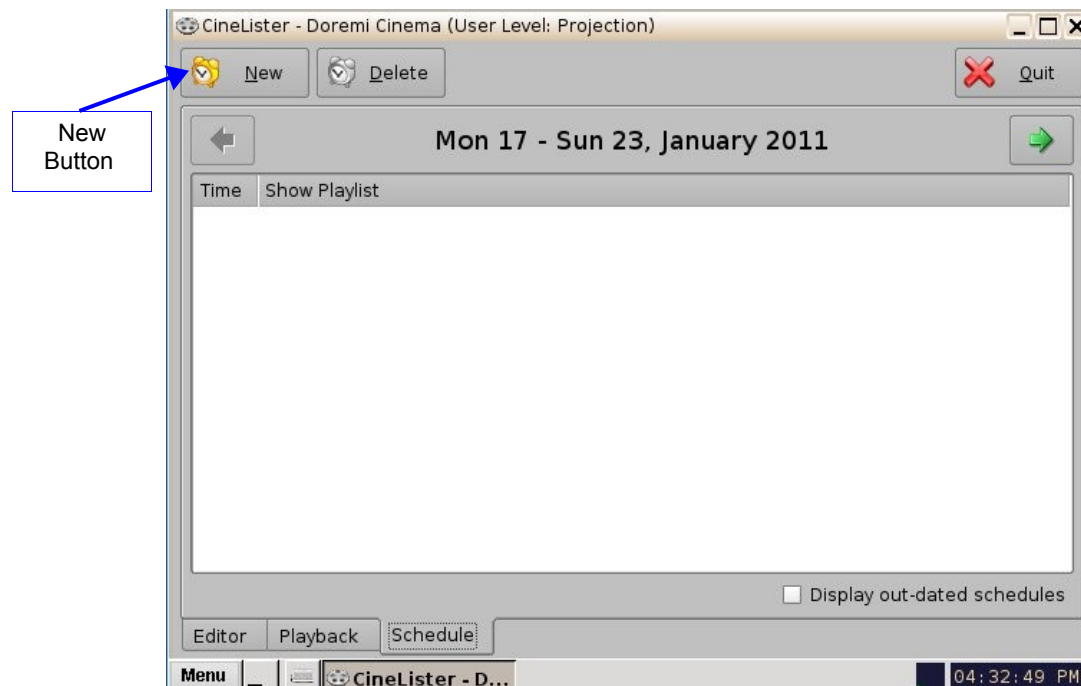 CineLister - Doremi Cinema (User Level: Projection)
New
Delete
Quit
New
Button
Mon 17 - Sun 23, January 2011
Time
Show Playlist
Display out-dated schedules
Editor
Playback
Schedule
Menu
CineLister - D...
04:32:49 PM